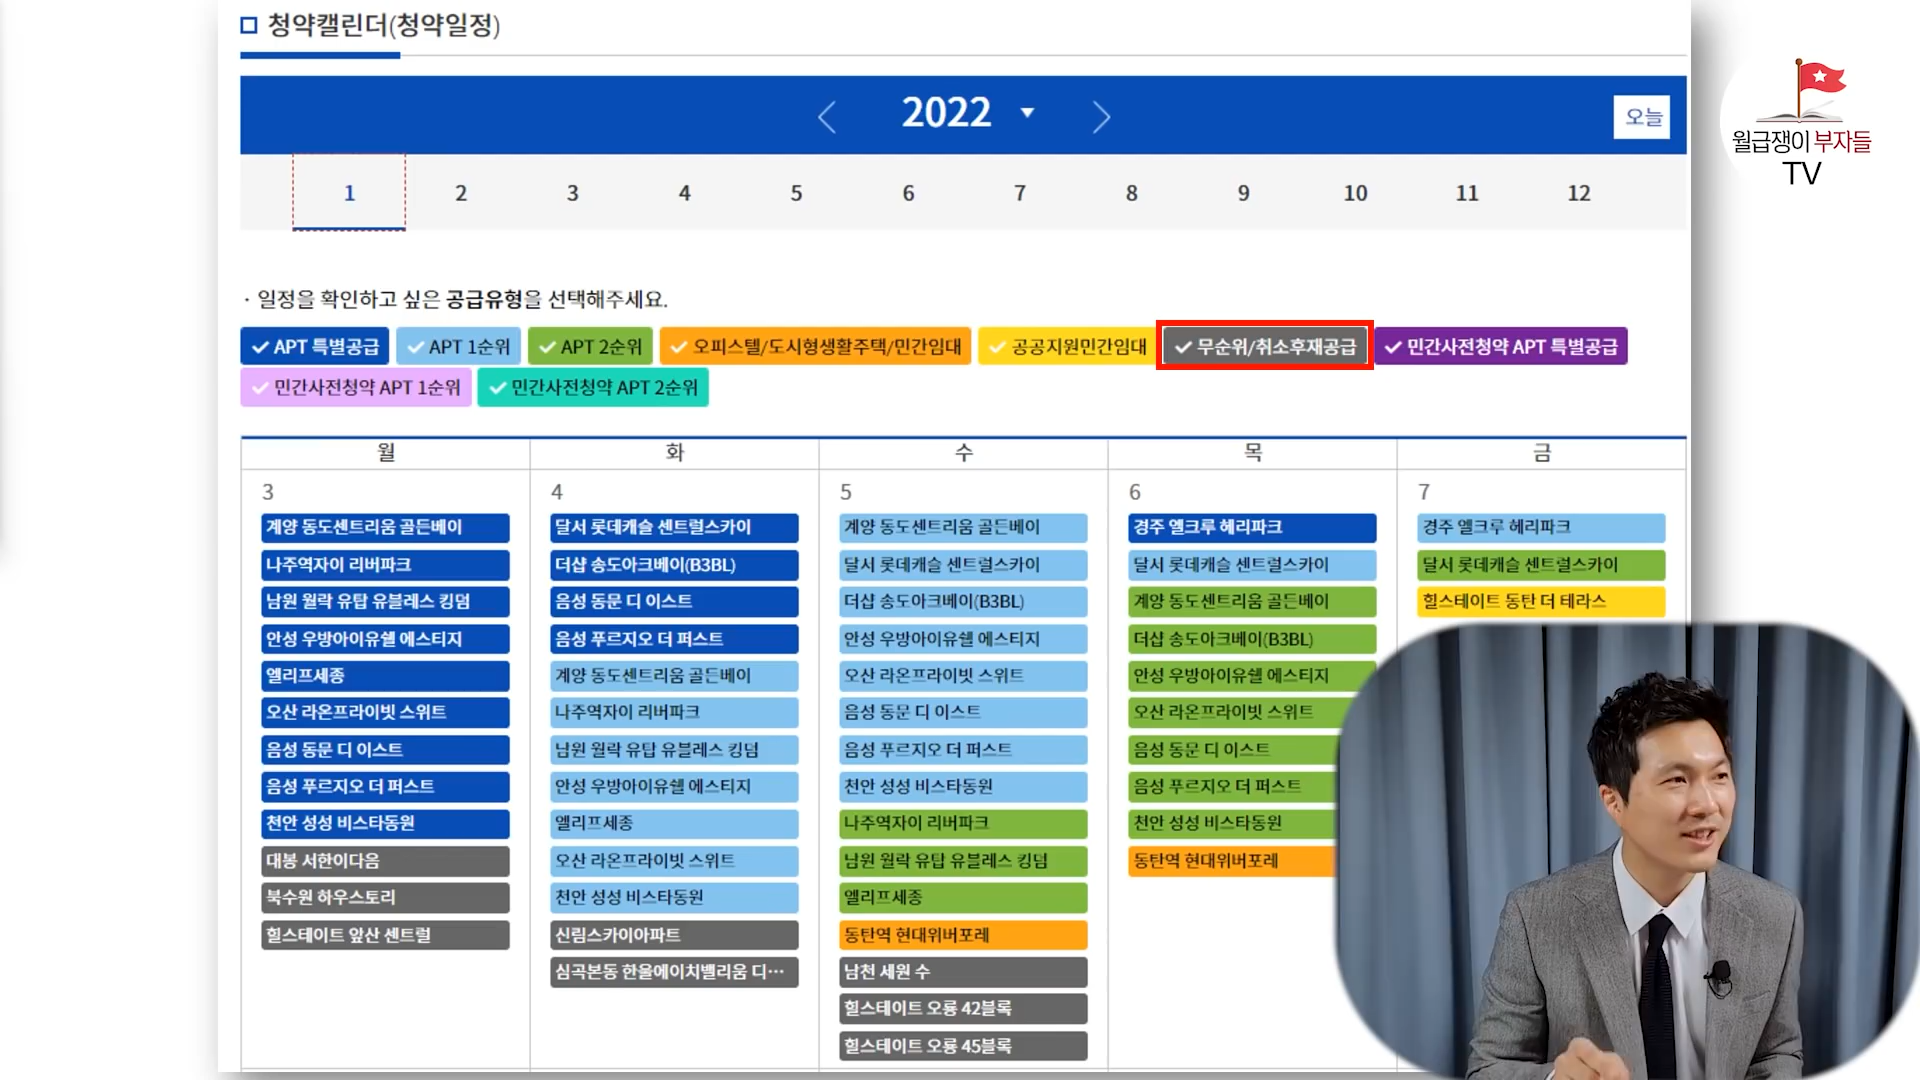 청약캘린더(청약일정)
2022
오늘
월급쟁이 부자들
TV
1 2 3 4 5 6 7 8 9 10 11 12
· 일정을 확인하고 싶은 공급유형을 선택해주세요.
APT 특별공급 APT 1순위 APT 2순위 오피스텔/도시형생활주택/민간임대 공공지원민간임대 무순위/취소후재공급 민간사전청약 APT 특별공급
민간사전청약 APT 1순위 민간사전청약 APT 2순위
월 화 수 목 금
3
계양 동도센트리움 골든베이
나주역자이 리버파크
남원 월락 유탑 유블레스 킹덤
안성 우방아이유쉘 에스티지
엘리프세종
오산 라온프라이빗 스위트
음성 동문 디 이스트
음성 푸르지오 더 퍼스트
천안 성성 비스타동원
대봉 서한이다음
북수원 하우스토리
힐스테이트 앞산 센트럴
4
달서 롯데캐슬 센트럴스카이
더샵 송도아크베이(B3BL)
음성 동문 디 이스트
음성 푸르지오 더 퍼스트
계양 동도센트리움 골든베이
나주역자이 리버파크
남원 월락 유탑 유블레스 킹덤
안성 우방아이유쉘 에스티지
엘리프세종
오산 라온프라이빗 스위트
천안 성성 비스타동원
신림스카이아파트
심곡본동 한울에이치밸리움 디⋯
5
계양 동도센트리움 골든베이
달서 롯데캐슬 센트럴스카이
더샵 송도아크베이(B3BL)
안성 우방아이유쉘 에스티지
오산 라온프라이빗 스위트
음성 동문 디 이스트
음성 푸르지오 더 퍼스트
천안 성성 비스타동원
나주역자이 리버파크
남원 월락 유탑 유블레스 킹덤
엘리프세종
동탄역 현대위버포레
남천 세원 수
힐스테이트 오룡 42블록
힐스테이트 오룡 45블록
6
경주 엘크루 헤리파크
달서 롯데캐슬 센트럴스카이
계양 동도센트리움 골든베이
더샵 송도아크베이(B3BL)
안성 우방아이유쉘 에스티지
오산 라온프라이빗 스위트
음성 동문 디 이스트
음성 푸르지오 더 퍼스트
천안 성성 비스타동원
동탄역 현대위버포레
7
경주 엘크루 헤리파크
달서 롯데캐슬 센트럴스카이
힐스테이트 동탄 더 테라스